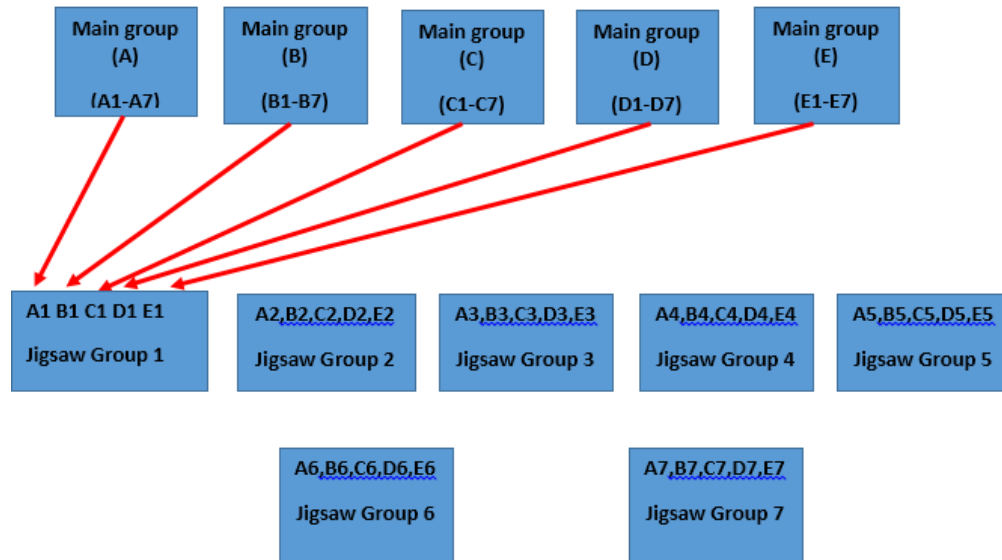 Main group
(A)
(A1-A7)
Main group
(B)
(B1-B7)
Main group
(C)
(C1-C7)
Main group
(D)
(D1-D7)
Main group
(E)
(E1-E7)
A1 B1 C1 D1 E1
Jigsaw Group 1
A2,B2,C2,D2,E2
Jigsaw Group 2
A3,B3,C3,D3,E3
Jigsaw Group 3
A4,B4,C4,D4,E4
Jigsaw Group 4
A5,B5,C5,D5,E5
Jigsaw Group 5
A6,B6,C6,D6,E6
Jigsaw Group 6
A7,B7,C7,D7,E7
Jigsaw Group 7